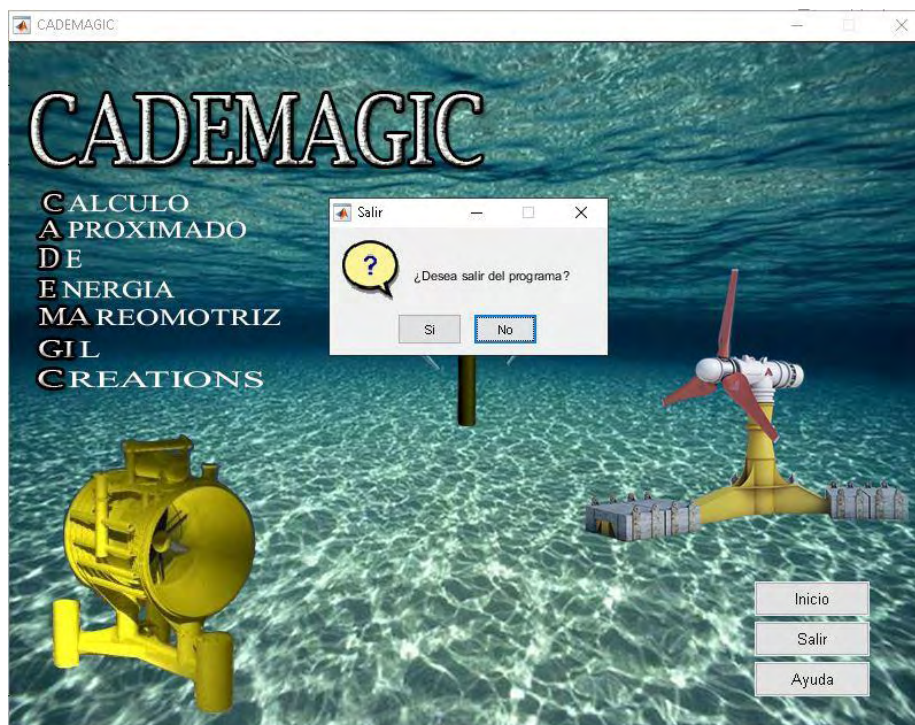 CADEMAGIC
CADEMAGIC
CALCULO
APROXIMADO
DE
ENERGIA
MAREOMOTRIZ
GIL
CREATIONS
Salir
?
¿Desea salir del programa?
Si
No
Inicio
Salir
Ayuda